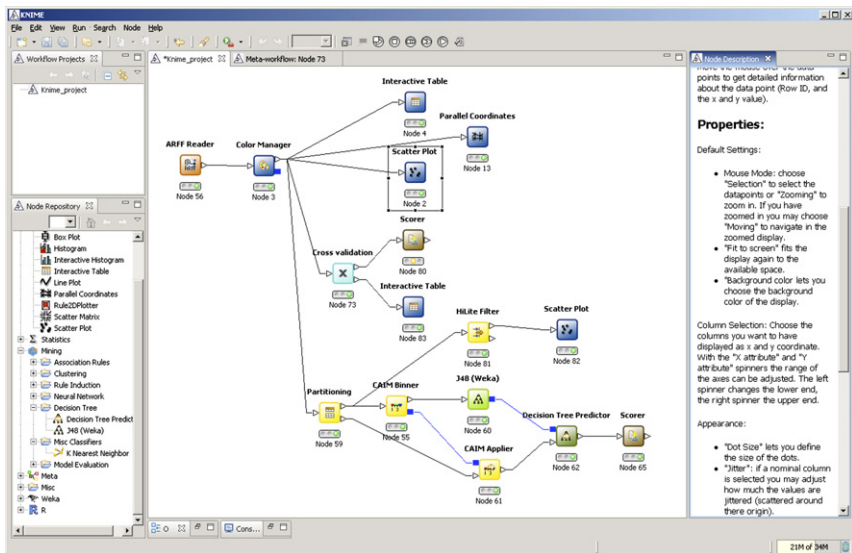 KNIME
File Edit View Run Search Node Help
Workflow Projects
Knime_project
*Knime_project
Meta-workflow: Node 73
Node Description
Interactive Table
Node 4
Parallel Coordinates
Node 13
ARFF Reader
Node 56
Color Manager
Node 3
Scatter Plot
Node 2
Scorer
Node 80
Cross validation
Node 73
Interactive Table
Node 83
HiLite Filter
Node 81
Scatter Plot
Node 82
Partitioning
Node 59
CAIM Binner
Node 55
J48 (Weka)
Node 60
Decision Tree Predictor
Node 62
Scorer
Node 65
CAIM Applier
Node 61
Node Repository
Box Plot
Histogram
Interactive Histogram
Interactive Table
Line Plot
Parallel Coordinates
Rule2DPlotter
Scatter Matrix
Scatter Plot
Statistics
Mining
Association Rules
Clustering
Rule Induction
Neural Network
Decision Tree
Decision Tree Predict
J48 (Weka)
Misc Classifiers
K Nearest Neighbor
Model Evaluation
Meta
Misc
Weka
R
move the mouse over the data
points to get detailed information
about the data point (Row ID, and
the x and y value).
Properties:
Default Settings:
• Mouse Mode: choose
"Selection" to select the
datapoints or "Zooming" to
zoom in. If you have
zoomed in you may choose
"Moving" to navigate in the
zoomed display.
• "Fit to screen" fits the
display again to the
available space.
• "Background color lets you
choose the background
color of the display.
Column Selection: Choose the
columns you want to have
displayed as x and y coordinate.
With the "X attribute" and "Y
attribute" spinners the range of
the axes can be adjusted. The left
spinner changes the lower end,
the right spinner the upper end.
Appearance:
• "Dot Size" lets you define
the size of the dots.
• "Jitter": if a nominal column
is selected you may adjust
how much the values are
jittered (scattered around
there origin).
O
Cons...
21M of 34M